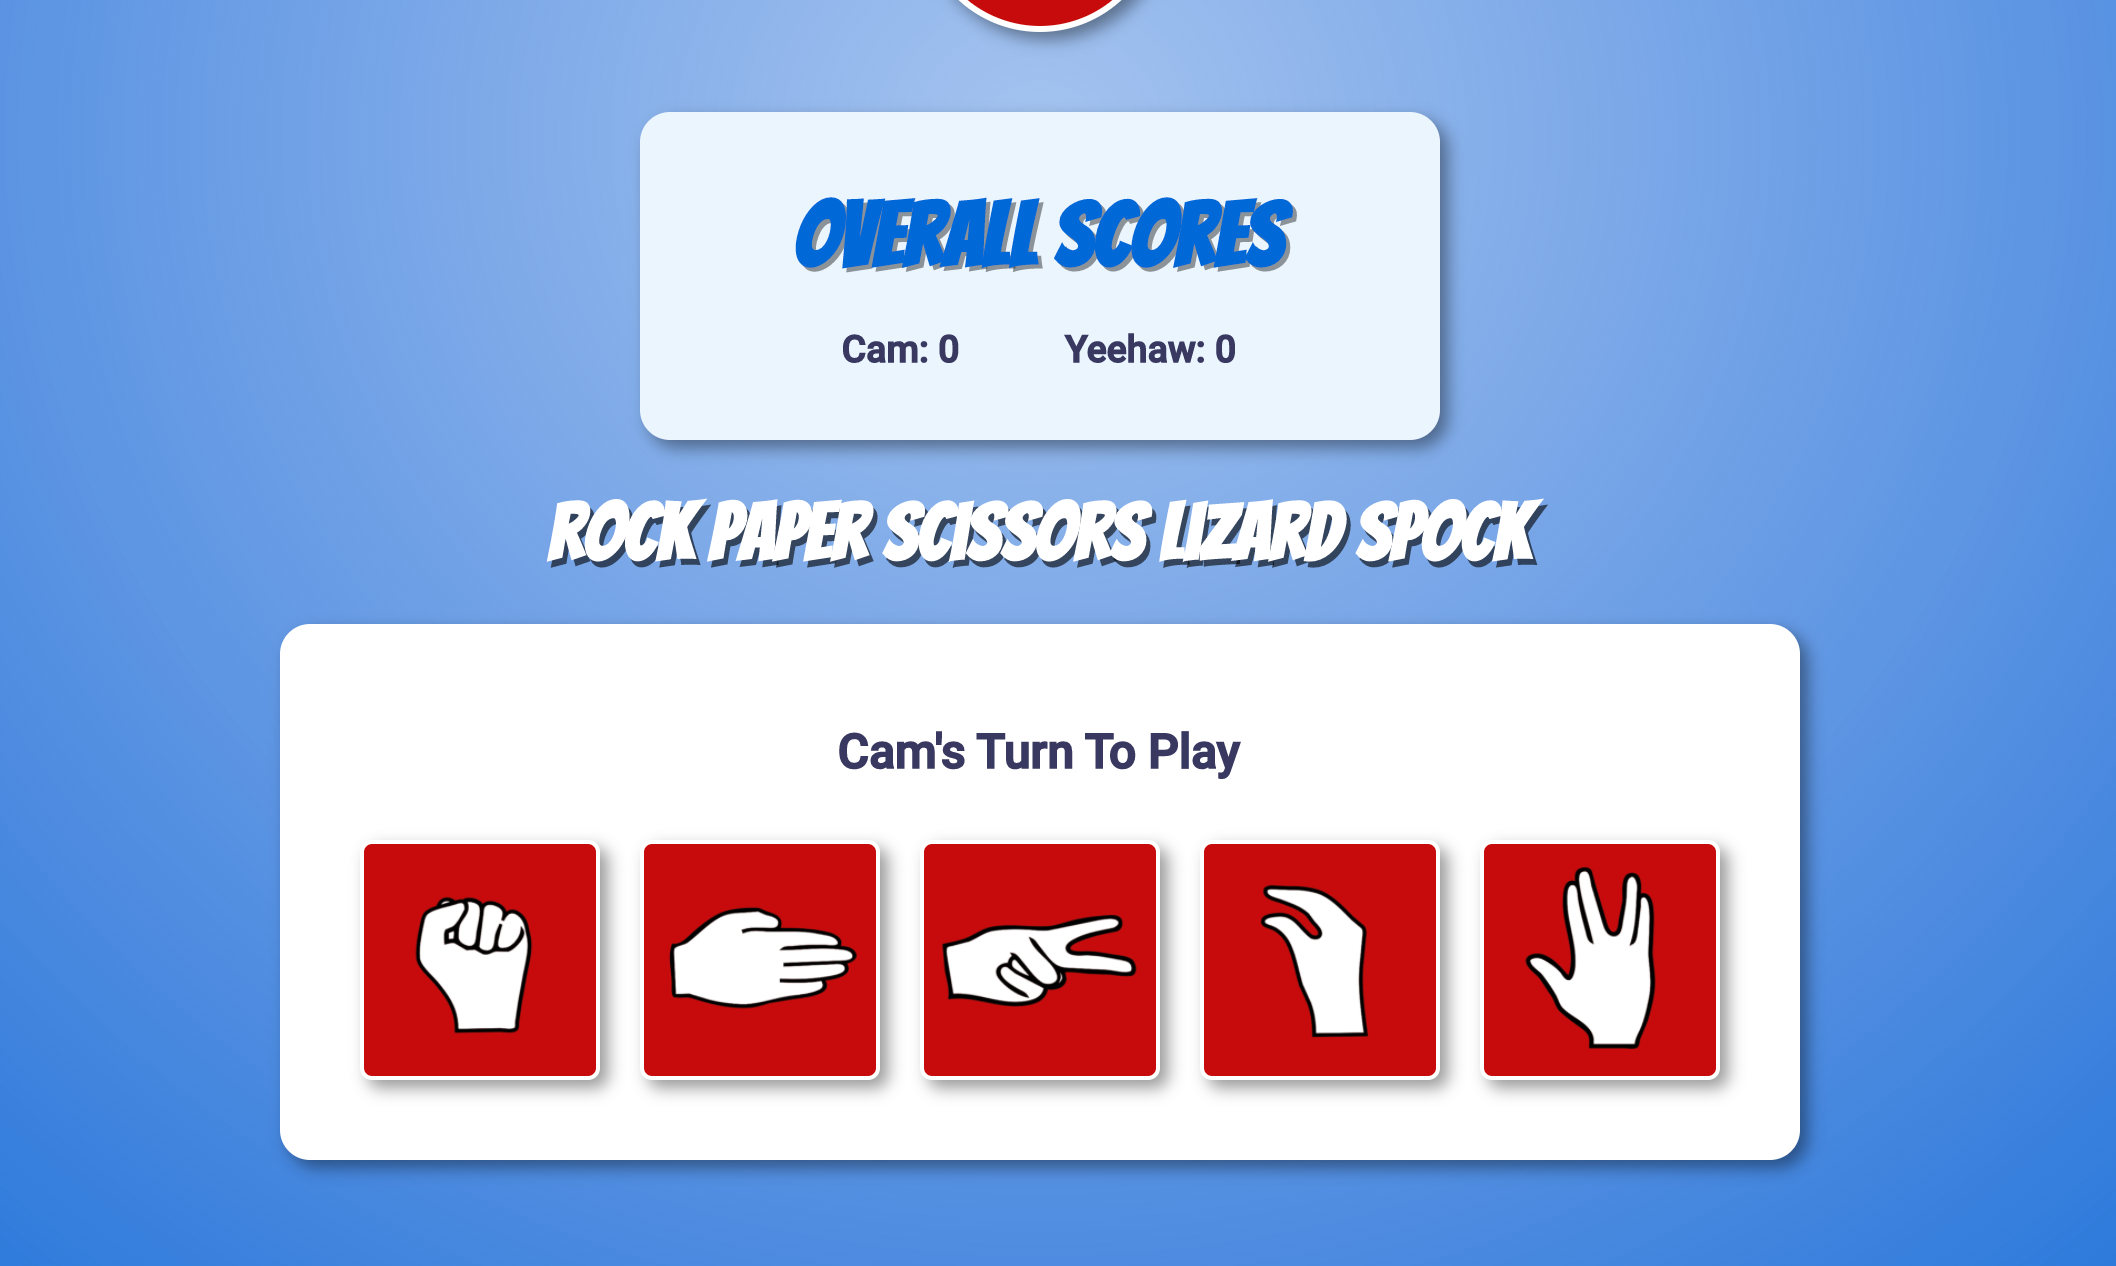 OVERALL SCORES
Cam: 0 Yeehaw: 0
ROCK PAPER SCISSORS LIZARD SPOCK
Cam's Turn To Play